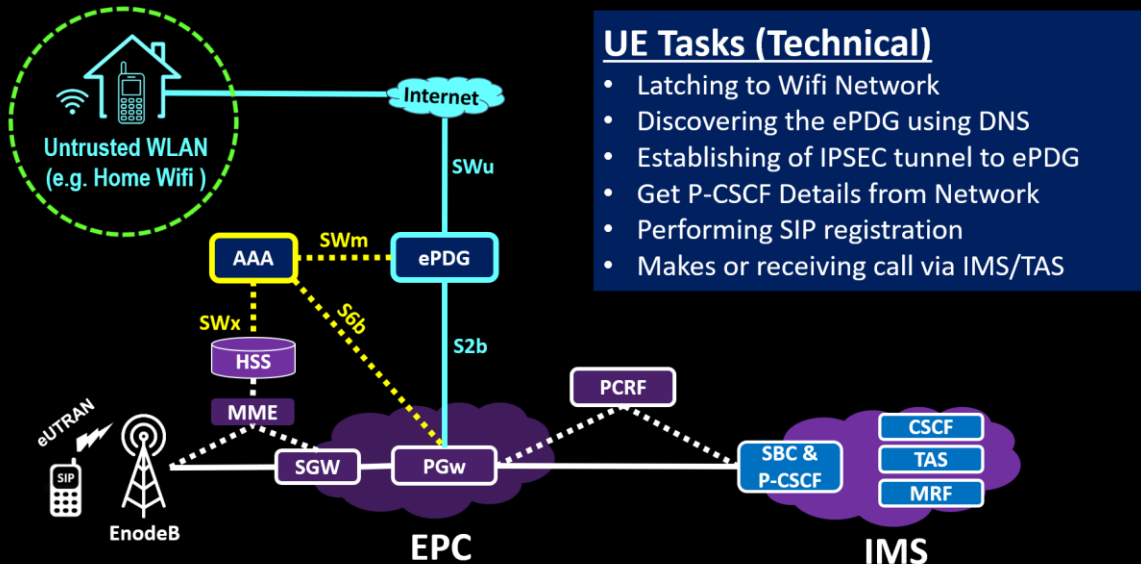 UE Tasks (Technical)
• Latching to Wifi Network
• Discovering the ePDG using DNS
• Establishing of IPSEC tunnel to ePDG
• Get P-CSCF Details from Network
• Performing SIP registration
• Makes or receiving call via IMS/TAS
Internet
Untrusted WLAN
(e.g. Home Wifi )
SWu
AAA
SWm
ePDG
SWx
S6b
S2b
HSS
MME
PCRF
eUTRAN
SIP
EnodeB
SGW
PGw
EPC
SBC &
P-CSCF
CSCF
TAS
MRF
IMS